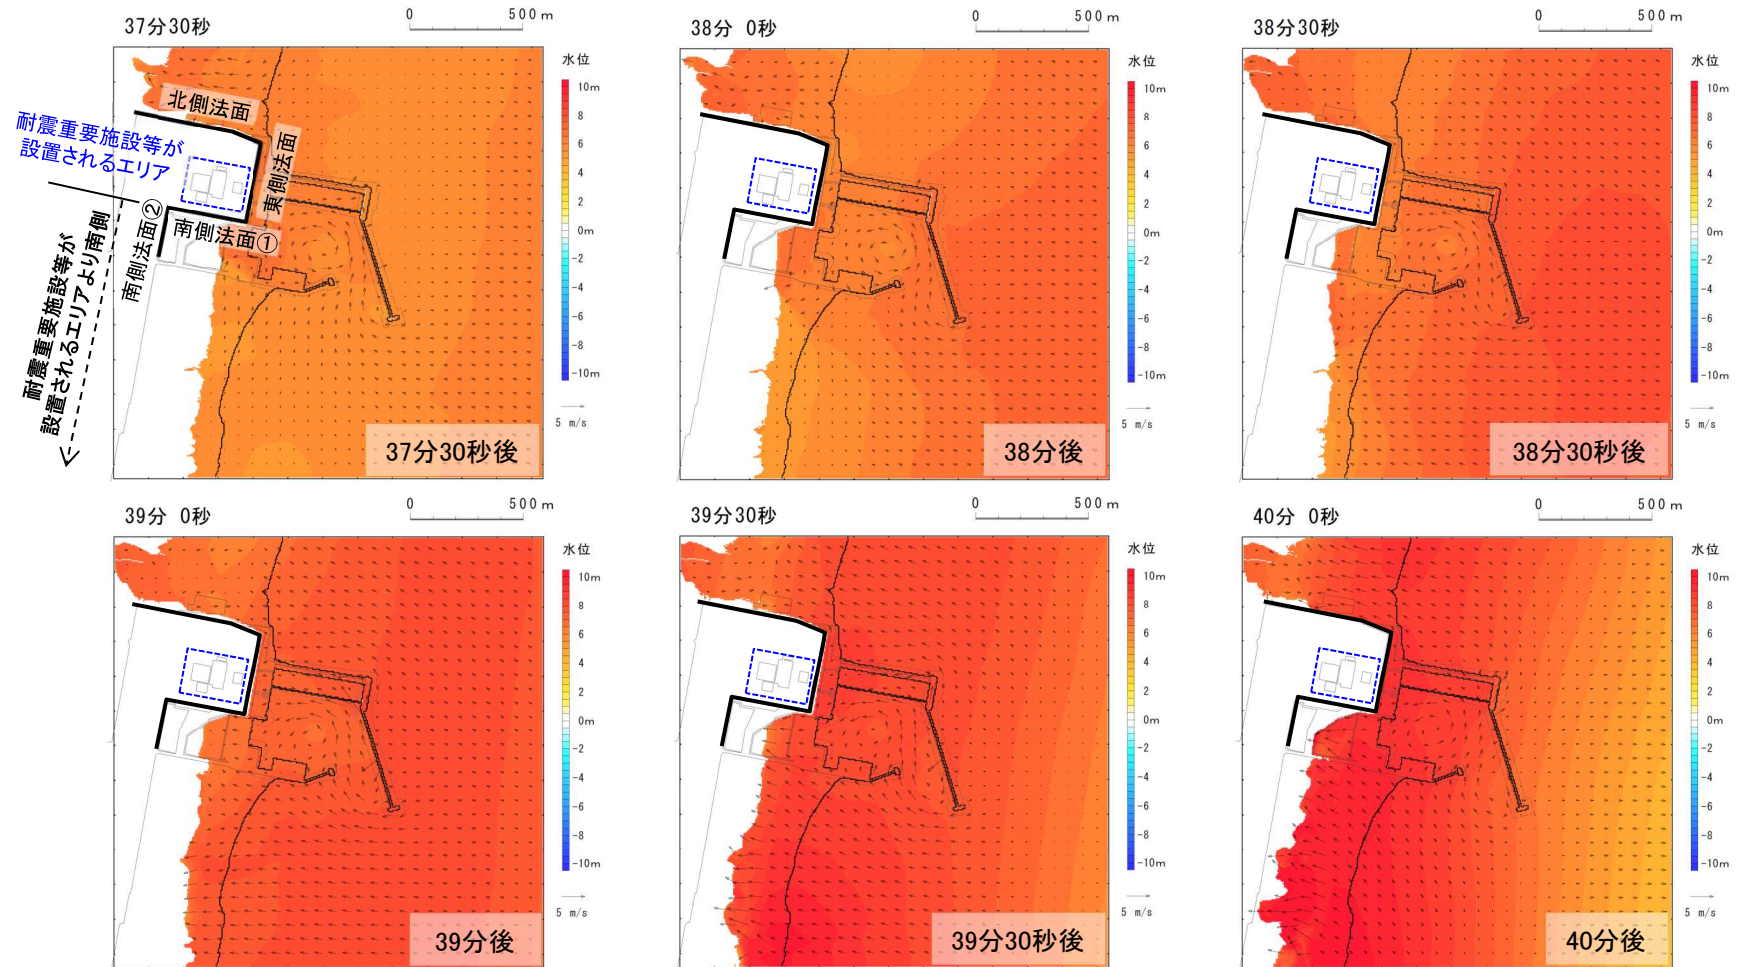 37分30秒
0 500 m
水位
10m
8
6
4
2
0m
-2
-4
-6
-8
-10m
5 m/s
北側法面
東側法面
耐震重要施設等が
設置されるエリア
南側法面①
南側法面②
耐震重要施設等が
設置されるエリアより南側
37分30秒後
38分 0秒
0 500 m
水位
10m
8
6
4
2
0m
-2
-4
-6
-8
-10m
5 m/s
38分後
38分30秒
0 500 m
水位
10m
8
6
4
2
0m
-2
-4
-6
-8
-10m
5 m/s
38分30秒後
39分 0秒
0 500 m
水位
10m
8
6
4
2
0m
-2
-4
-6
-8
-10m
5 m/s
39分後
39分30秒
0 500 m
水位
10m
8
6
4
2
0m
-2
-4
-6
-8
-10m
5 m/s
39分30秒後
40分 0秒
0 500 m
水位
10m
8
6
4
2
0m
-2
-4
-6
-8
-10m
5 m/s
40分後